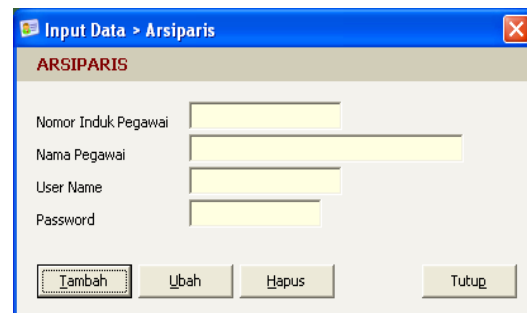 Input Data > Arsiparis
ARSIPARIS
Nomor Induk Pegawai
Nama Pegawai
User Name
Password
Tambah Ubah Hapus Tutup